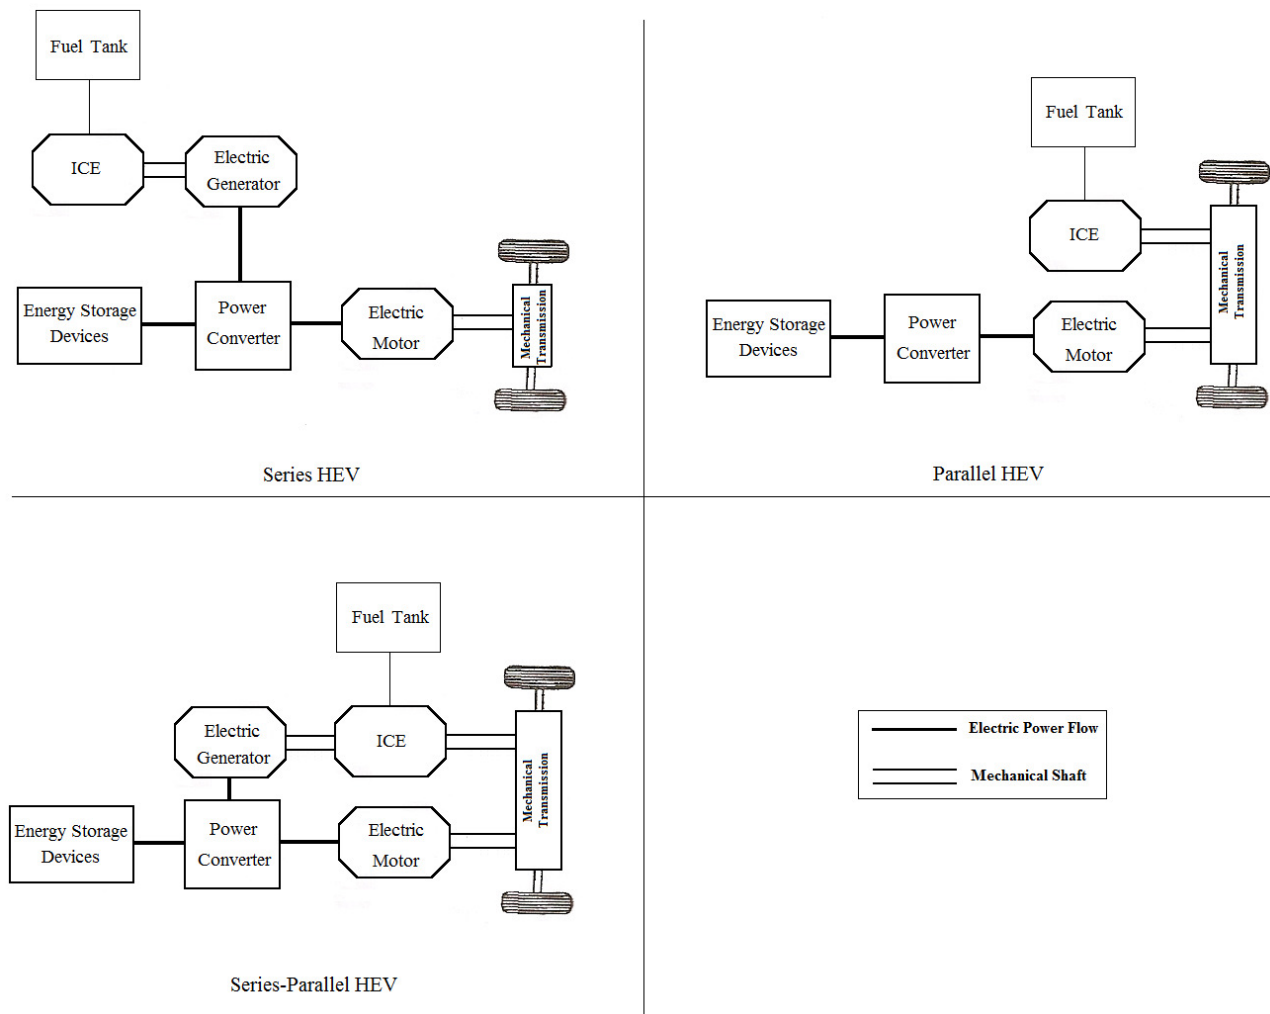 Fuel Tank
ICE
Electric
Generator
Energy Storage
Devices
Power
Converter
Electric
Motor
Mechanical
Transmission
Series HEV
Fuel Tank
ICE
Energy Storage
Devices
Power
Converter
Electric
Motor
Mechanical
Transmission
Parallel HEV
Fuel Tank
Electric
Generator
ICE
Energy Storage
Devices
Power
Converter
Electric
Motor
Mechanical
Transmission
Series-Parallel HEV
Electric Power Flow
Mechanical Shaft